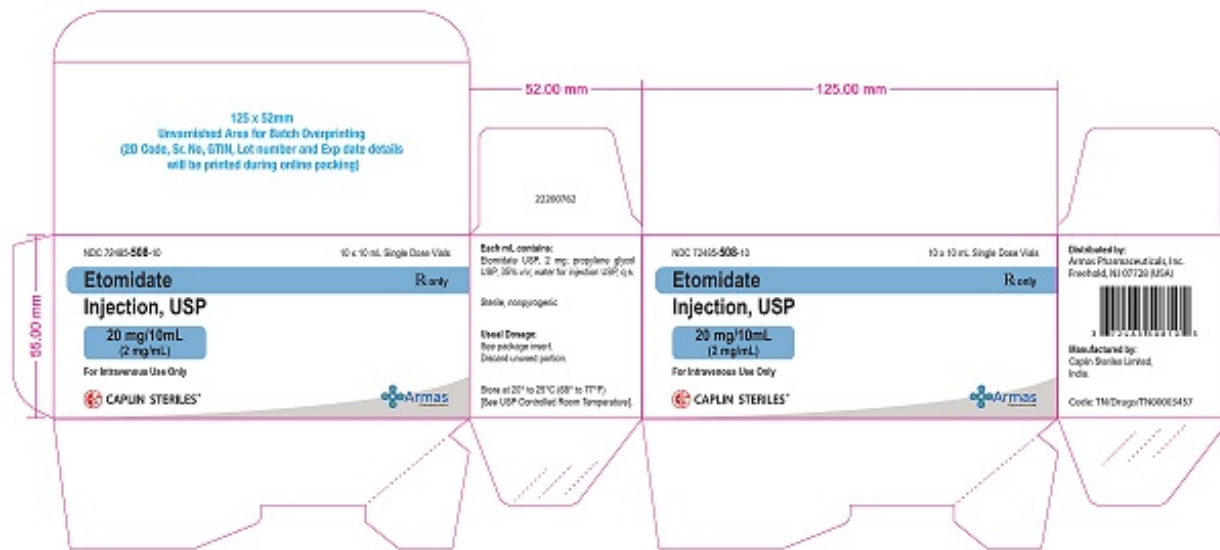 125 x 52mm
Unvarnished Area for Batch Overprinting
(2D Code, Sr. No, GTIN, Lot number and Exp date details
will be printed during online packing)
52.00 mm
125.00 mm
22200762
55.00 mm
NDC 72485-508-10
10 x 10 mL Single Dose Vials
Etomidate
Rx only
Injection, USP
20 mg/10mL
(2 mg/mL)
For Intravenous Use Only
CAPLIN STERILES
Armas
Each mL contains:
Etomidate USP, 2 mg; propylene glycol
USP, 35% v/v; water for injection USP, q.s.
Sterile, nonpyrogenic
Usual Dosage:
See package insert.
Discard unused portion.
Store at 20° to 25°C (68° to 77°F)
[See USP Controlled Room Temperature].
NDC 72485-508-10
10 x 10 mL Single Dose Vials
Etomidate
Rx only
Injection, USP
20 mg/10mL
(2 mg/mL)
For Intravenous Use Only
CAPLIN STERILES
Armas
Distributed by:
Armas Pharmaceuticals, Inc.
Freehold, NJ 07728 (USA)
Manufactured by:
Caplin Steriles Limited,
India.
Code: TN/Drugs/TN00003457